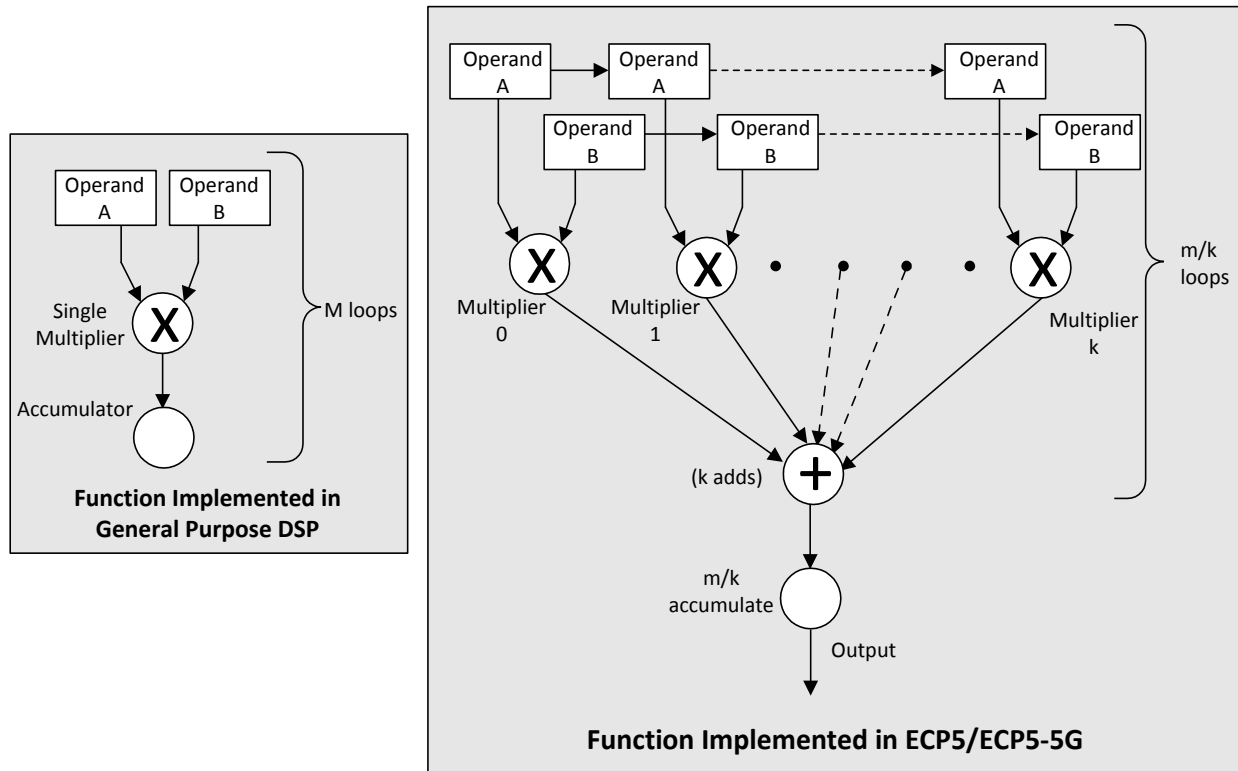 Operand
A
Operand
B
Single
Multiplier
X
Accumulator
M loops
Function Implemented in
General Purpose DSP
Operand
A
Operand
A
Operand
A
Operand
B
Operand
B
Operand
B
X
X
X
Multiplier
0
Multiplier
1
Multiplier
k
m/k
loops
(k adds)
+
m/k
accumulate
Output
Function Implemented in ECP5/ECP5-5G